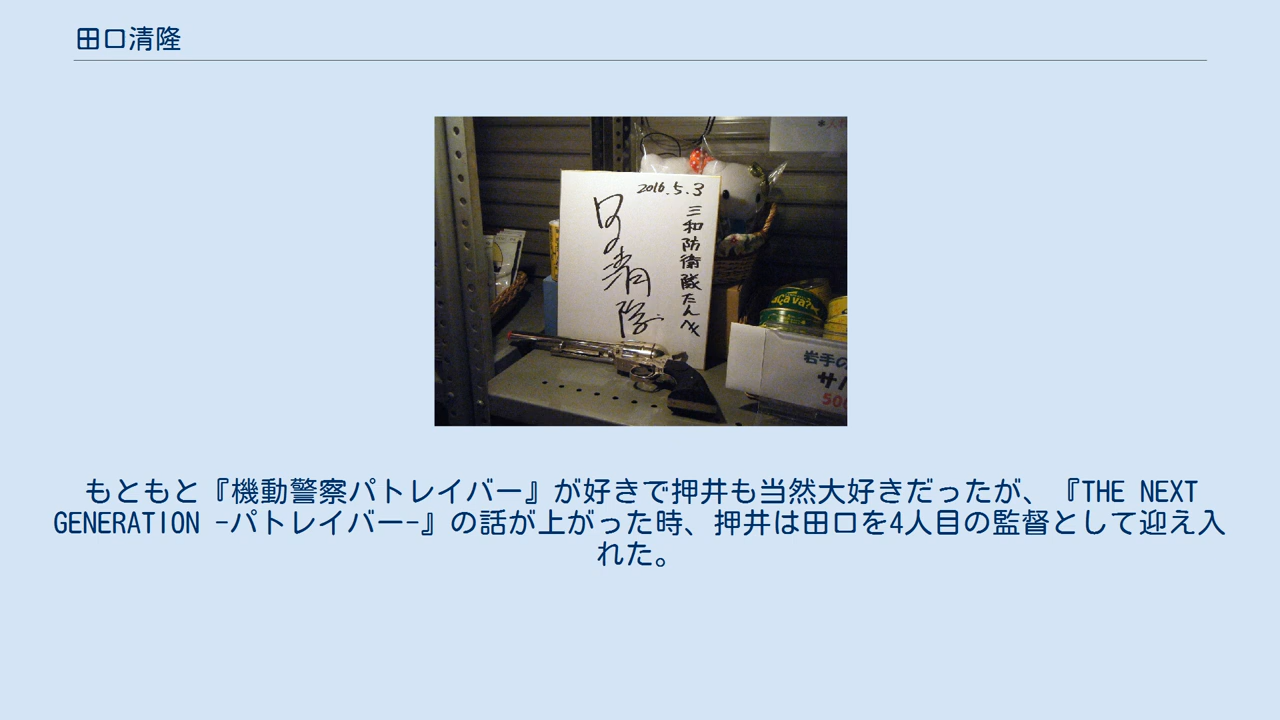 田口清隆
2016.5.3
三和防衛隊たんへ
田口清隆
Ça va?
岩手の
サバ
500
もともと『機動警察パトレイバー』が好きで押井も当然大好きだったが、『THE NEXT
GENERATION -パトレイバー-』の話が上がった時、押井は田口を4人目の監督として迎え入
れた。